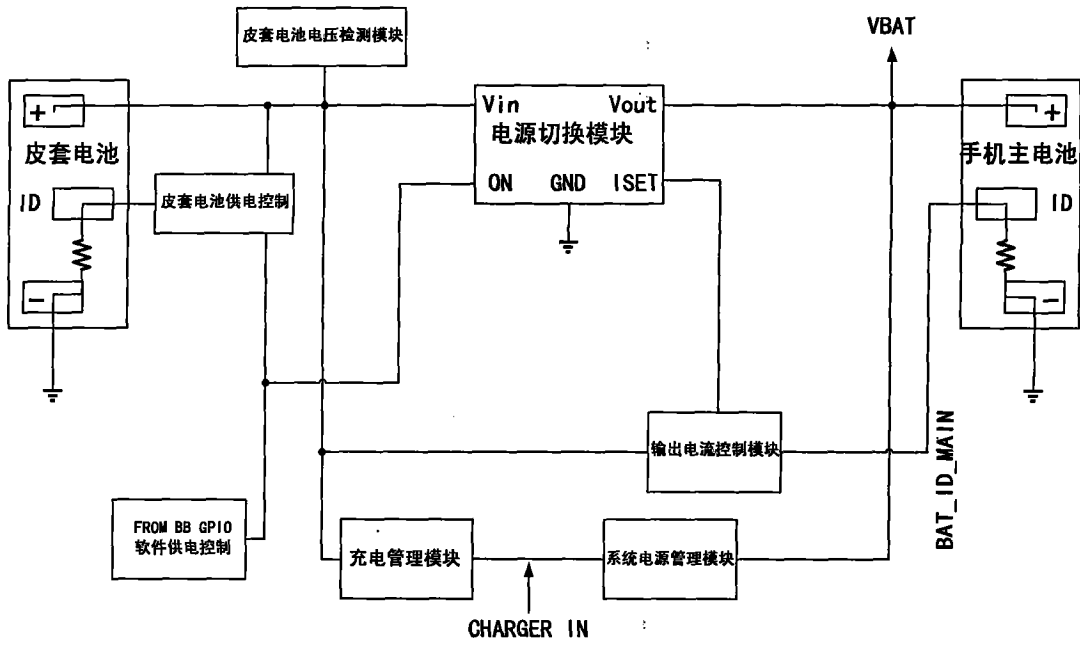 皮套电池电压检测模块
VBAT
+
Vin
Vout
+
电源切换模块
皮套电池
手机主电池
ON
GND
ISET
ID
皮套电池供电控制
ID
-
-
输出电流控制模块
BAT_ID_MAIN
FROM BB GPIO
软件供电控制
充电管理模块
系统电源管理模块
CHARGER IN